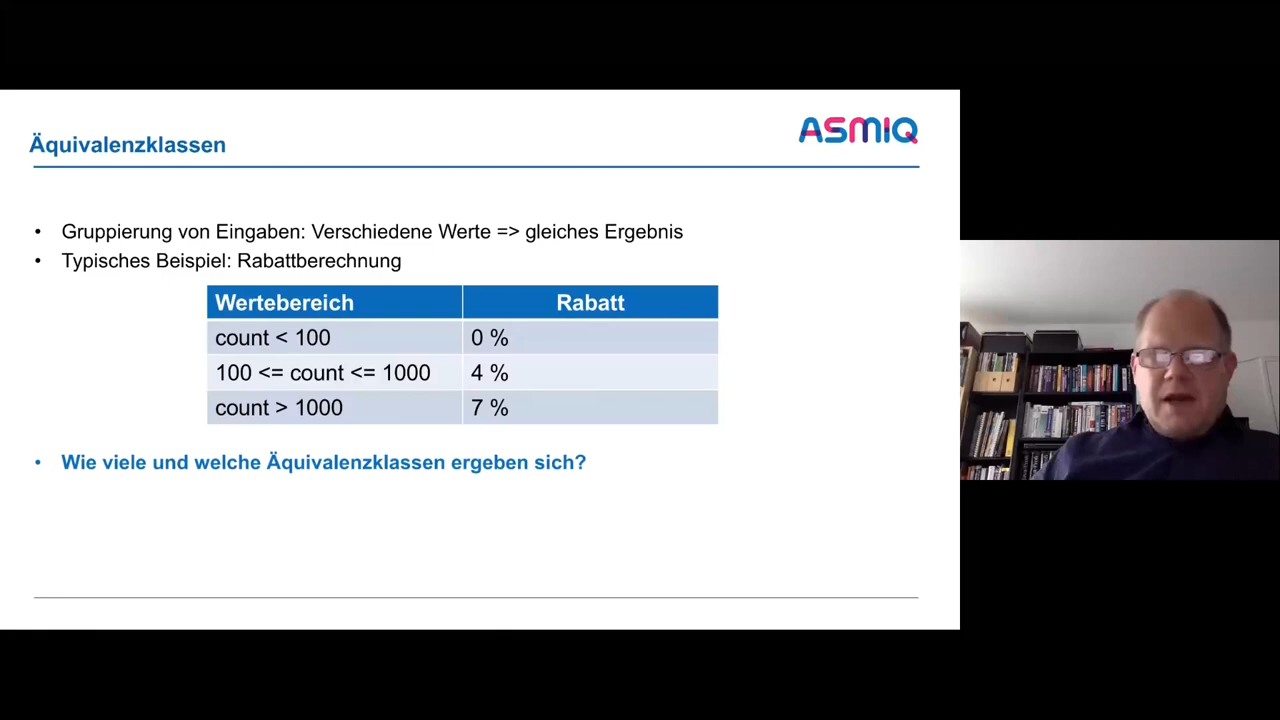 Äquivalenzklassen
ASMIQ
• Gruppierung von Eingaben: Verschiedene Werte => gleiches Ergebnis
• Typisches Beispiel: Rabattberechnung
Wertebereich Rabatt
count < 100 0 %
100 <= count <= 1000 4 %
count > 1000 7 %
• Wie viele und welche Äquivalenzklassen ergeben sich?